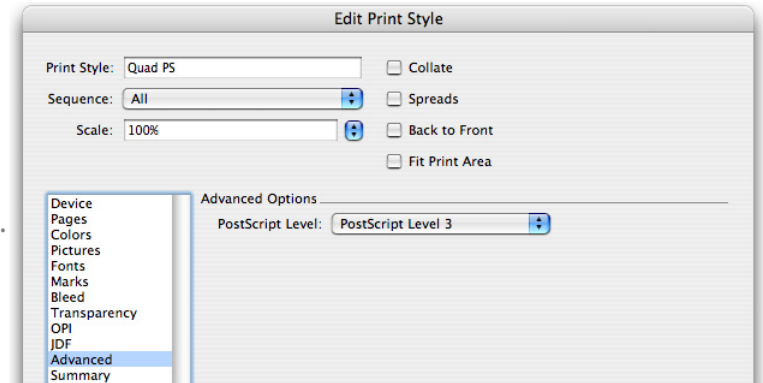 Edit Print Style
Print Style: Quad PS
Collate
Sequence: All
Spreads
Scale: 100%
Back to Front
Fit Print Area
Device
Pages
Colors
Pictures
Fonts
Marks
Bleed
Transparency
OPI
JDF
Advanced
Summary
Advanced Options
PostScript Level: PostScript Level 3